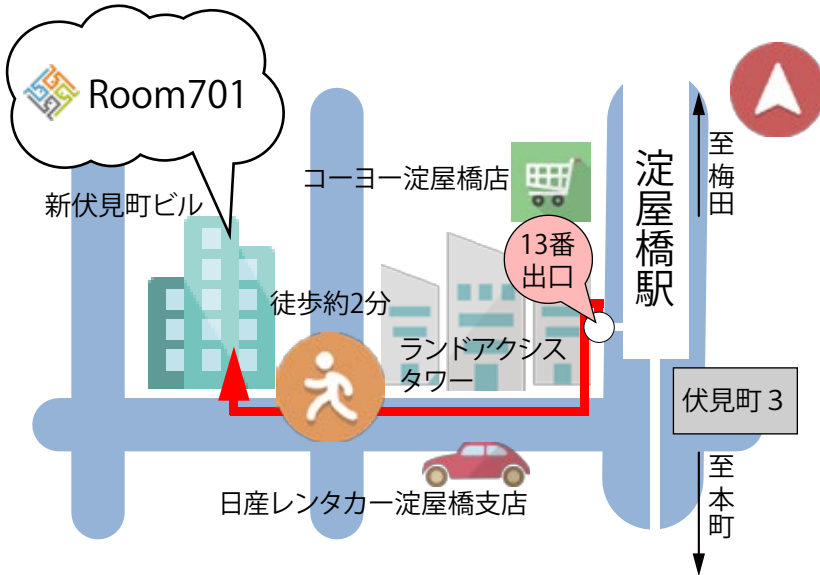 Room701
新伏見町ビル
コーヨー淀屋橋店
13番
出口
淀屋橋駅
至梅田
徒歩約2分
ランドアクシス
タワー
伏見町3
日産レンタカー淀屋橋支店
至本町